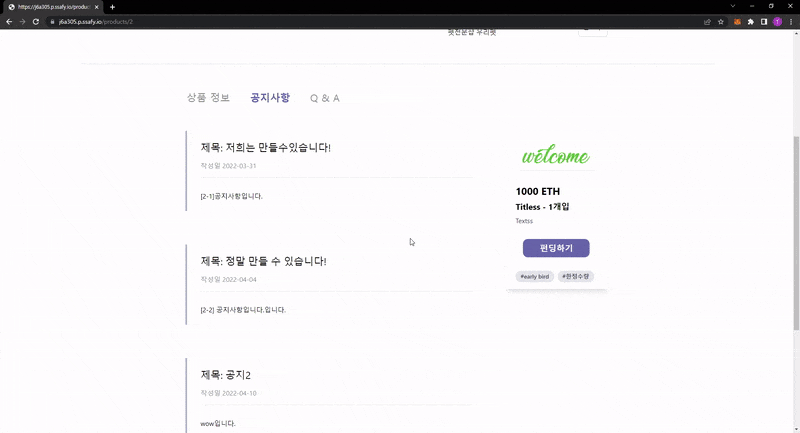 https://j6a305.p.ssafy.io/product
j6a305.p.ssafy.io/products/2
T
펫전문샵 우리펫
상품 정보
공지사항
Q & A
제목: 저희는 만들수있습니다!
작성일 2022-03-31
[2-1]공지사항입니다.
제목: 정말 만들 수 있습니다!
작성일 2022-04-04
[2-2] 공지사항입니다.입니다.
제목: 공지2
작성일 2022-04-10
wow입니다.
welcome
1000 ETH
Titless - 1개입
Textss
펀딩하기
#early bird
#한정수량